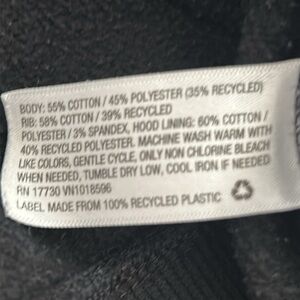 BODY: 55% COTTON / 45% POLYESTER (35% RECYCLED)
RIB: 58% COTTON / 39% RECYCLED
POLYESTER / 3% SPANDEX, HOOD LINING: 60% COTTON /
40% RECYCLED POLYESTER. MACHINE WASH WARM WITH
LIKE COLORS, GENTLE CYCLE, ONLY NON CHLORINE BLEACH
WHEN NEEDED, TUMBLE DRY LOW, COOL IRON IF NEEDED
RN 17730 VN1018596
LABEL MADE FROM 100% RECYCLED PLASTIC